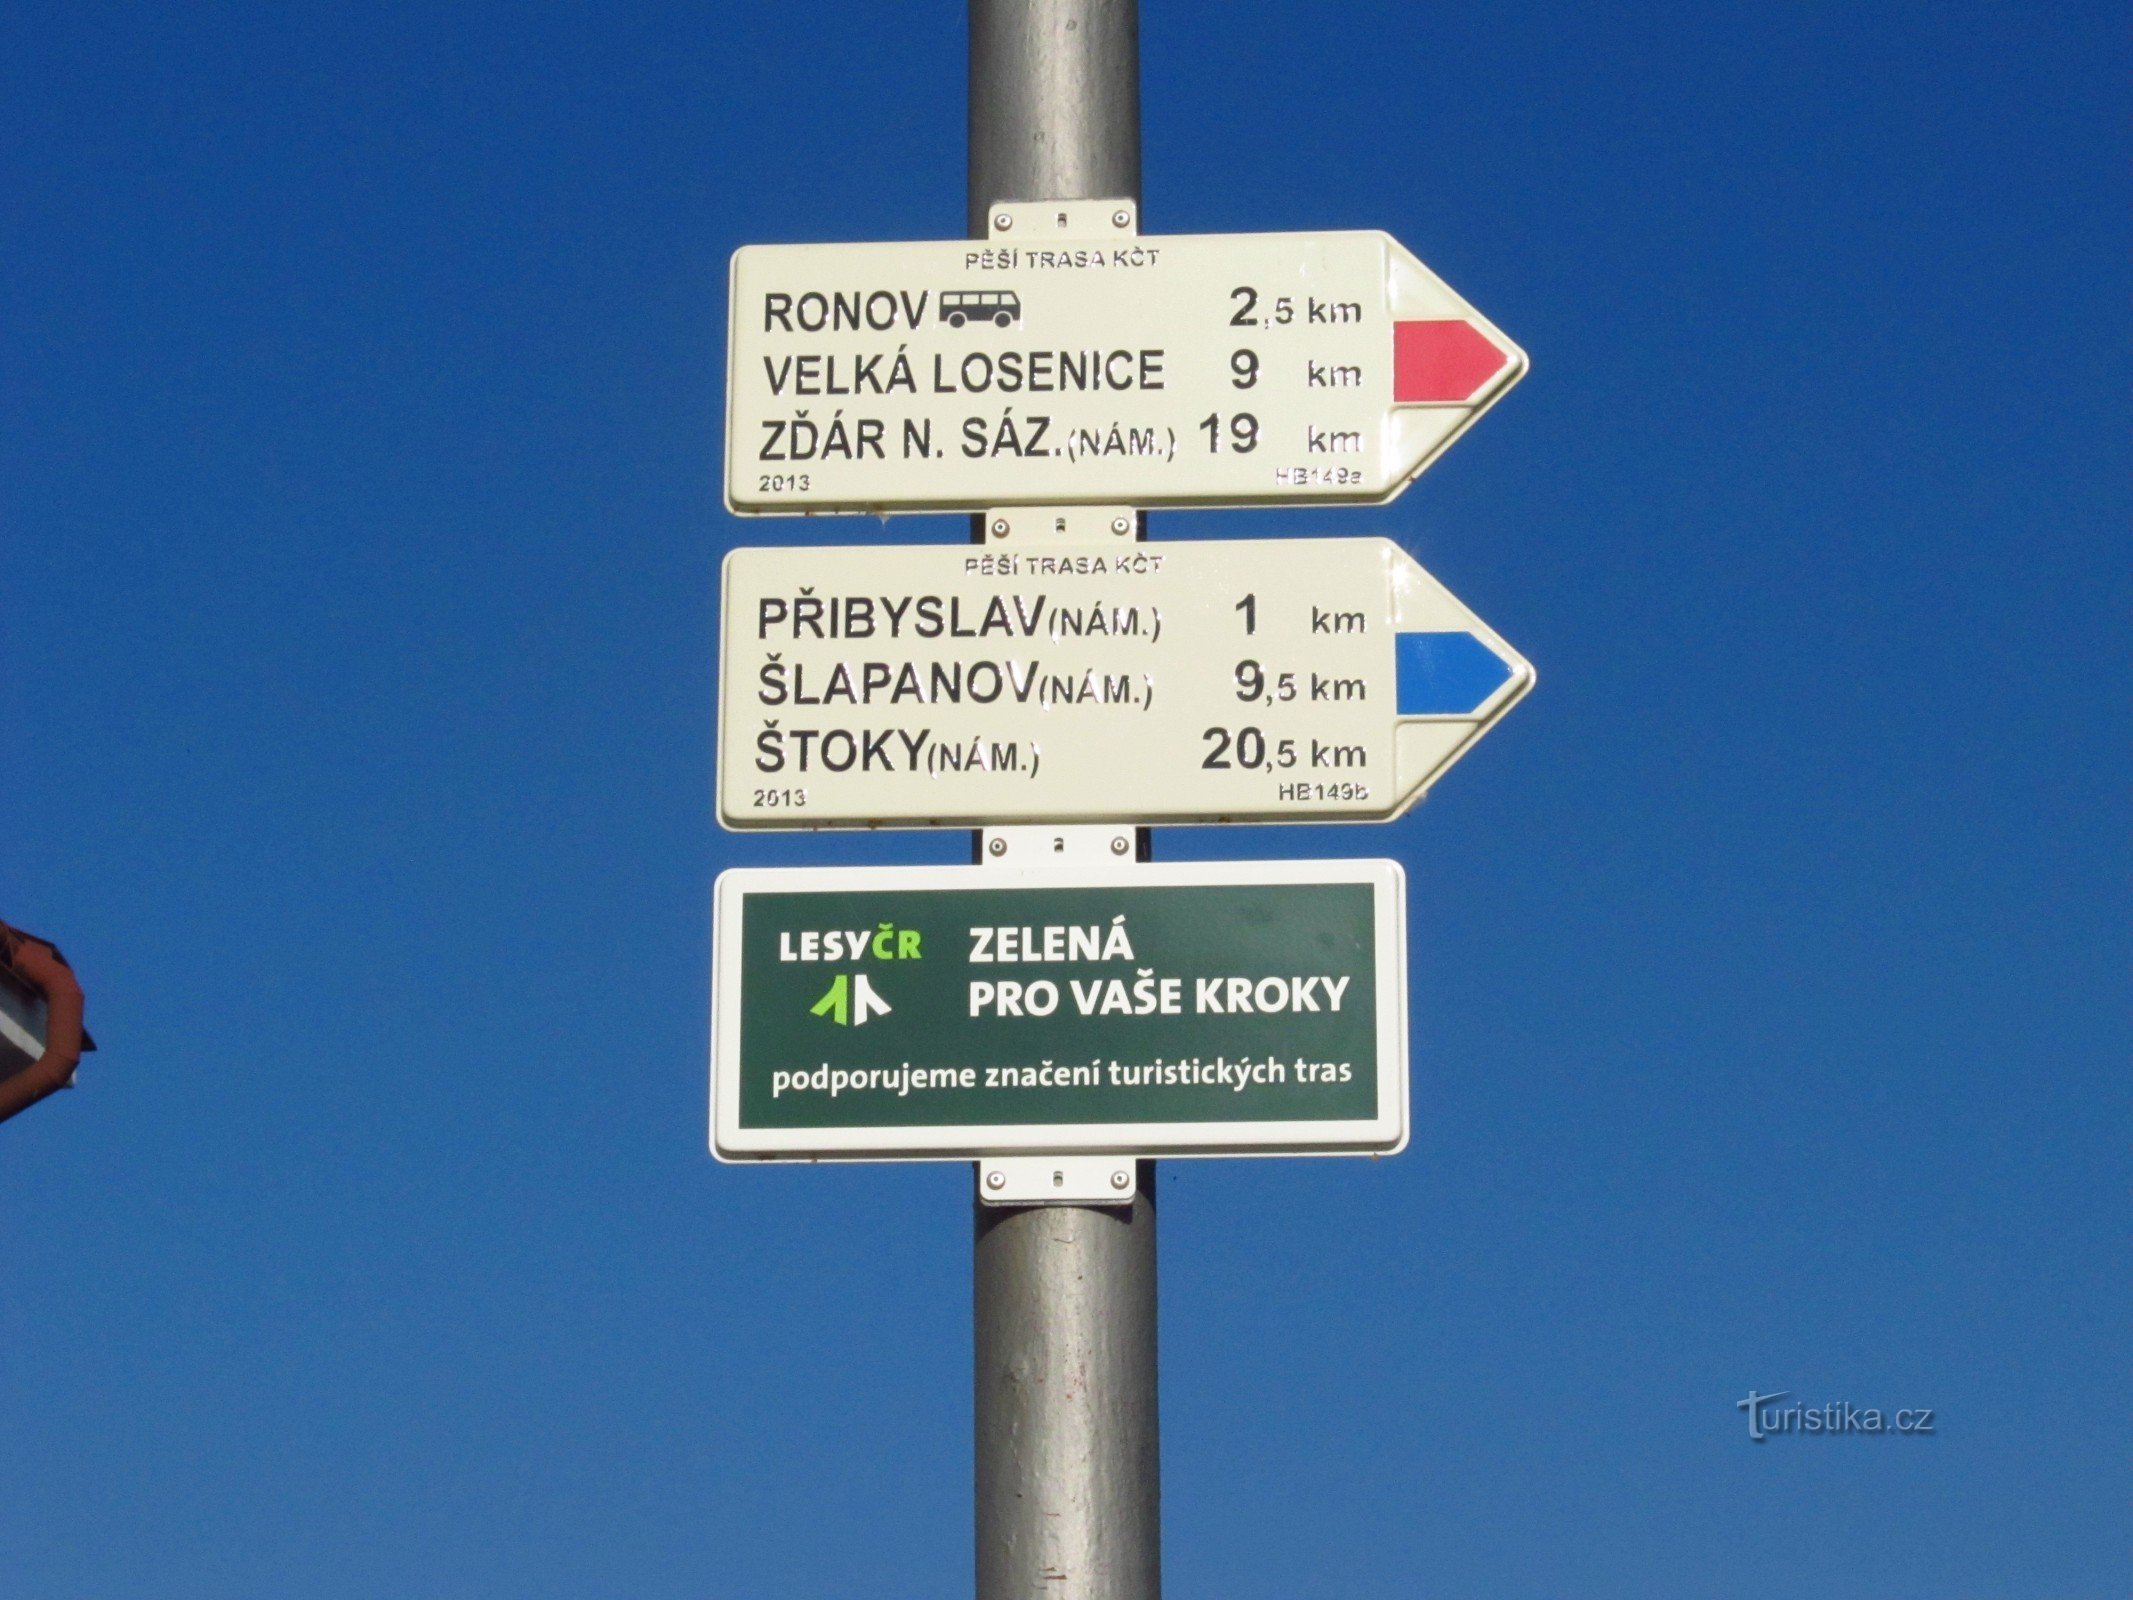 PĚŠÍ TRASA KČT
RONOV 2,5 km
VELKÁ LOSENICE 9 km
ZĎÁR N. SÁZ.(NÁM.) 19 km
2013 HB149a
PĚŠÍ TRASA KČT
PŘIBYSLAV(NÁM.) 1 km
ŠLAPANOV(NÁM.) 9,5 km
ŠTOKY(NÁM.) 20,5 km
2013 HB149b
LESYČR ZELENÁ
PRO VAŠE KROKY
podporujeme značení turistických tras
Turistika.cz